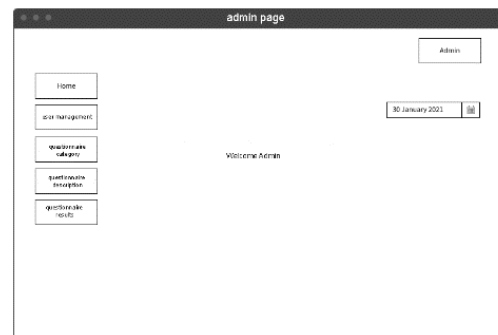 admin page
Admin
Home
30 January 2021
user management
questionnaire
category
Welcome Admin
questionnaire
description
questionnaire
results